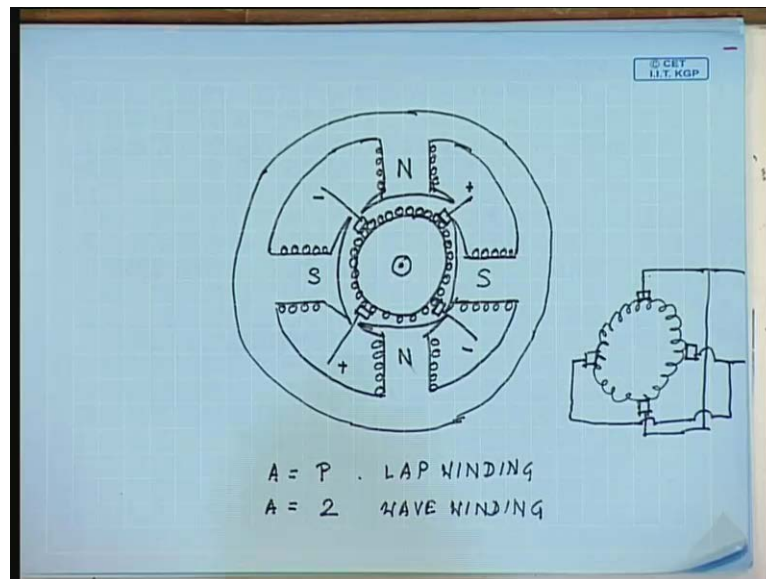 © CET
I.I.T. KGP
N
- +
S S
+ -
N
A = P . LAP WINDING
A = 2 WAVE WINDING